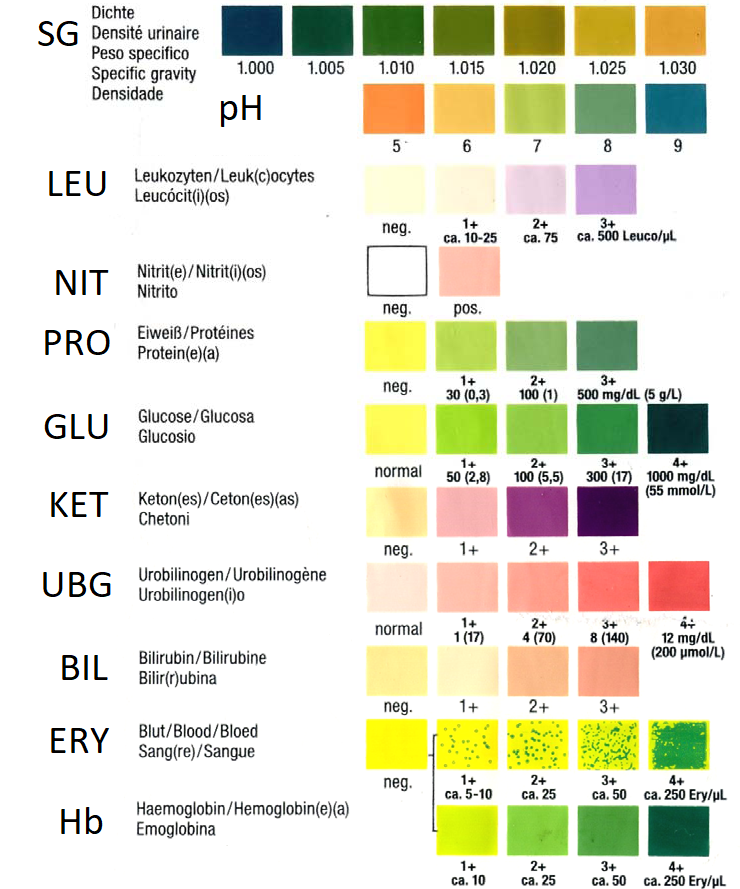 SG
Dichte
Densité urinaire
Peso specifico
Specific gravity
Densidade
1.000 1.005 1.010 1.015 1.020 1.025 1.030
pH
5 6 7 8 9
LEU
Leukozyten/Leuk(c)ocytes
Leucócit(i)(os)
neg. 1+ 2+ 3+
ca. 10-25 ca. 75 ca. 500 Leuco/µL
NIT
Nitrit(e)/Nitrit(i)(os)
Nitrito
neg. pos.
PRO
Eiweiß/Protéines
Protein(e)(a)
neg. 1+ 2+ 3+
30 (0,3) 100 (1) 500 mg/dL (5 g/L)
GLU
Glucose/Glucosa
Glucosio
normal 1+ 2+ 3+ 4+
50 (2,8) 100 (5,5) 300 (17) 1000 mg/dL
(55 mmol/L)
KET
Keton(es)/Ceton(es)(as)
Chetoni
neg. 1+ 2+ 3+
UBG
Urobilinogen/Urobilinogène
Urobilinogen(i)o
normal 1+ 2+ 3+ 4+
1 (17) 4 (70) 8 (140) 12 mg/dL
(200 µmol/L)
BIL
Bilirubin/Bilirubine
Bilir(r)ubina
neg. 1+ 2+ 3+
ERY
Blut/Blood/Bloed
Sang(re)/Sangue
neg. 1+ 2+ 3+ 4+
ca. 5-10 ca. 25 ca. 50 ca. 250 Ery/µL
Hb
Haemoglobin/Hemoglobin(e)(a)
Emoglobina
1+ 2+ 3+ 4+
ca. 10 ca. 25 ca. 50 ca. 250 Ery/µL